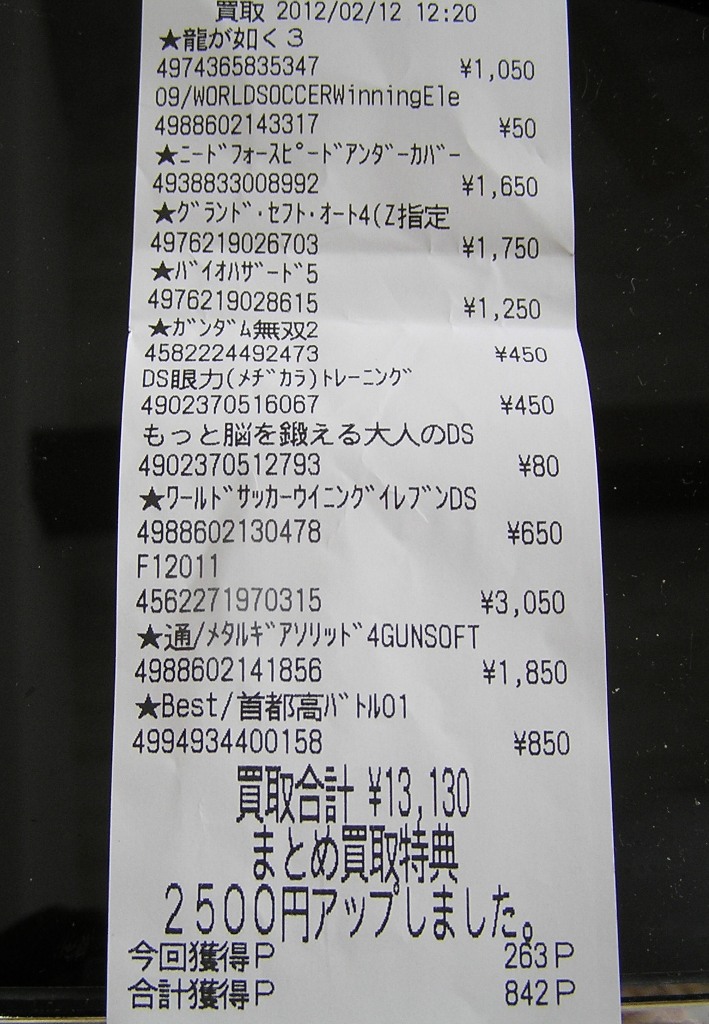 買取 2012/02/12 12:20
★龍が如く3
4974365835347 ¥1,050
09/WORLDSOCCERWinningEle
4988602143317 ¥50
★ﾆｰﾄﾞﾌｫｰｽﾋﾟｰﾄﾞｱﾝﾀﾞｰｶﾊﾞｰ
4938833008992 ¥1,650
★ｸﾞﾗﾝﾄﾞ･ｾﾌﾄ･ｵｰﾄ4(Z指定
4976219026703 ¥1,750
★ﾊﾞｲｵﾊｻﾞｰﾄﾞ5
4976219028615 ¥1,250
★ｶﾞﾝﾀﾞﾑ無双2
4582224492473 ¥450
DS眼力(ﾒﾁﾞｶﾗ)ﾄﾚｰﾆﾝｸﾞ
4902370516067 ¥450
もっと脳を鍛える大人のDS
4902370512793 ¥80
★ﾜｰﾙﾄﾞｻｯｶｰｳｲﾆﾝｸﾞｲﾚﾌﾞﾝDS
4988602130478 ¥650
F12011
4562271970315 ¥3,050
★通/ﾒﾀﾙｷﾞｱｿﾘｯﾄﾞ4GUNSOFT
4988602141856 ¥1,850
★Best/首都高ﾊﾞﾄﾙ01
4994934400158 ¥850
買取合計 ¥13,130
まとめ買取特典
2500円アップしました。
今回獲得P 263P
合計獲得P 842P